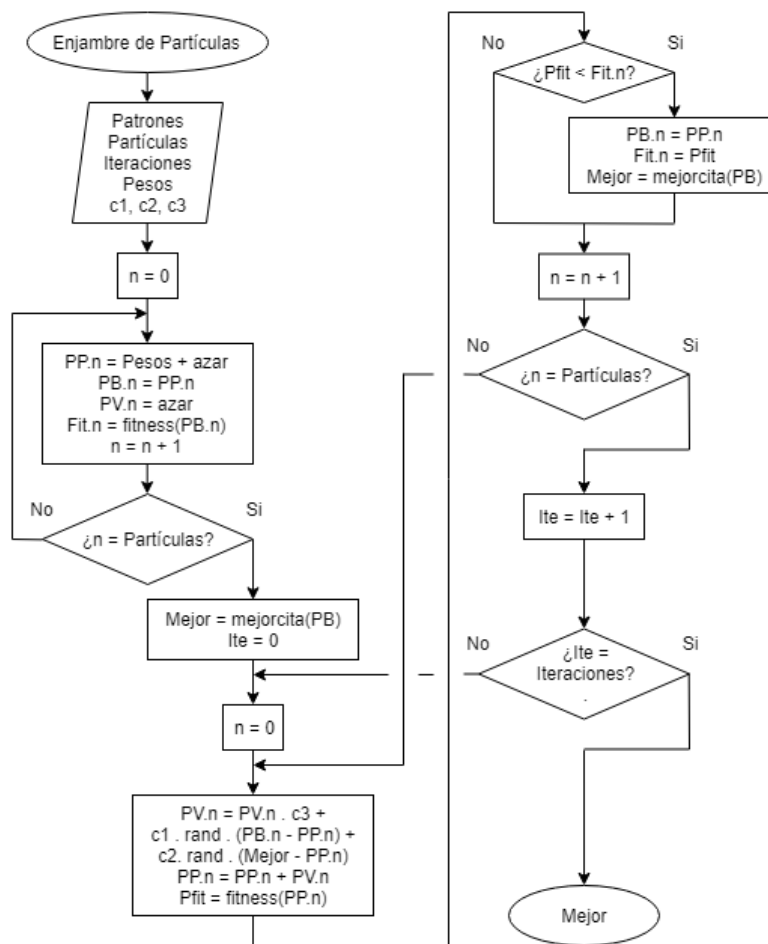 Enjambre de Partículas
Patrones
Partículas
Iteraciones
Pesos
c1, c2, c3
n = 0
PP.n = Pesos + azar
PB.n = PP.n
PV.n = azar
Fit.n = fitness(PB.n)
n = n + 1
No
Si
¿n = Partículas?
Mejor = mejorcita(PB)
Ite = 0
n = 0
PV.n = PV.n . c3 +
c1 . rand . (PB.n - PP.n) +
c2. rand . (Mejor - PP.n)
PP.n = PP.n + PV.n
Pfit = fitness(PP.n)
No
Si
¿Pfit < Fit.n?
PB.n = PP.n
Fit.n = Pfit
Mejor = mejorcita(PB)
n = n + 1
No
Si
¿n = Partículas?
Ite = Ite + 1
No
Si
¿Ite =
Iteraciones?
.
Mejor